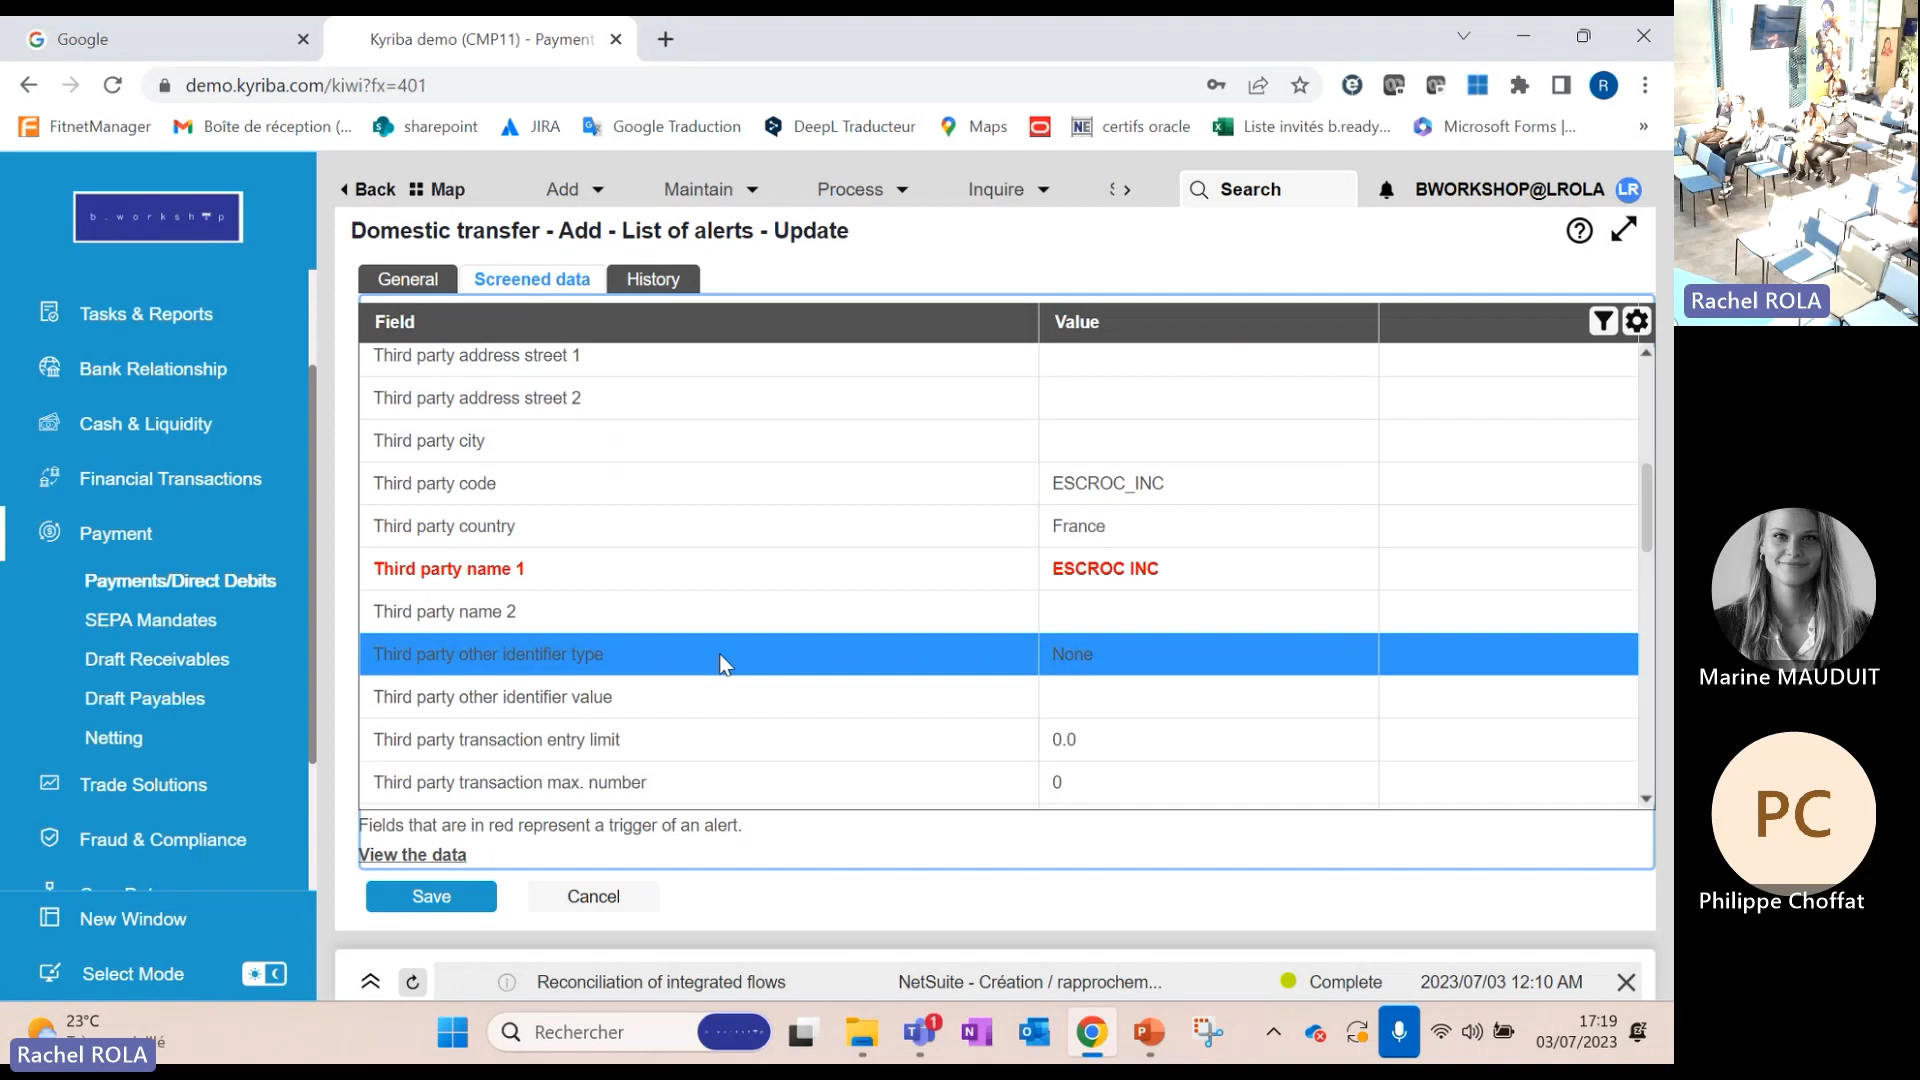 Google
Kyriba demo (CMP11) - Payment
demo.kyriba.com/kiwi?fx=401
R
FitnetManager
Boîte de réception (...
sharepoint
JIRA
Google Traduction
DeepL Traducteur
Maps
NE certifs oracle
Liste invités b.ready...
Microsoft Forms |...
»
b.workshop
Back
Map
Add
Maintain
Process
Inquire
Search
BWORKSHOP@LROLA
LR
Domestic transfer - Add - List of alerts - Update
General
Screened data
History
Field
Value
Third party address street 1
Third party address street 2
Third party city
Third party code ESCROC_INC
Third party country France
Third party name 1 ESCROC INC
Third party name 2
Third party other identifier type None
Third party other identifier value
Third party transaction entry limit 0.0
Third party transaction max. number 0
Fields that are in red represent a trigger of an alert.
View the data
Save
Cancel
Tasks & Reports
Bank Relationship
Cash & Liquidity
Financial Transactions
Payment
Payments/Direct Debits
SEPA Mandates
Draft Receivables
Draft Payables
Netting
Trade Solutions
Fraud & Compliance
New Window
Select Mode
Reconciliation of integrated flows
NetSuite - Création / rapprochem...
Complete
2023/07/03 12:10 AM
23°C
Rechercher
1
17:19
03/07/2023
Rachel ROLA
Rachel ROLA
Marine MAUDUIT
PC
Philippe Choffat